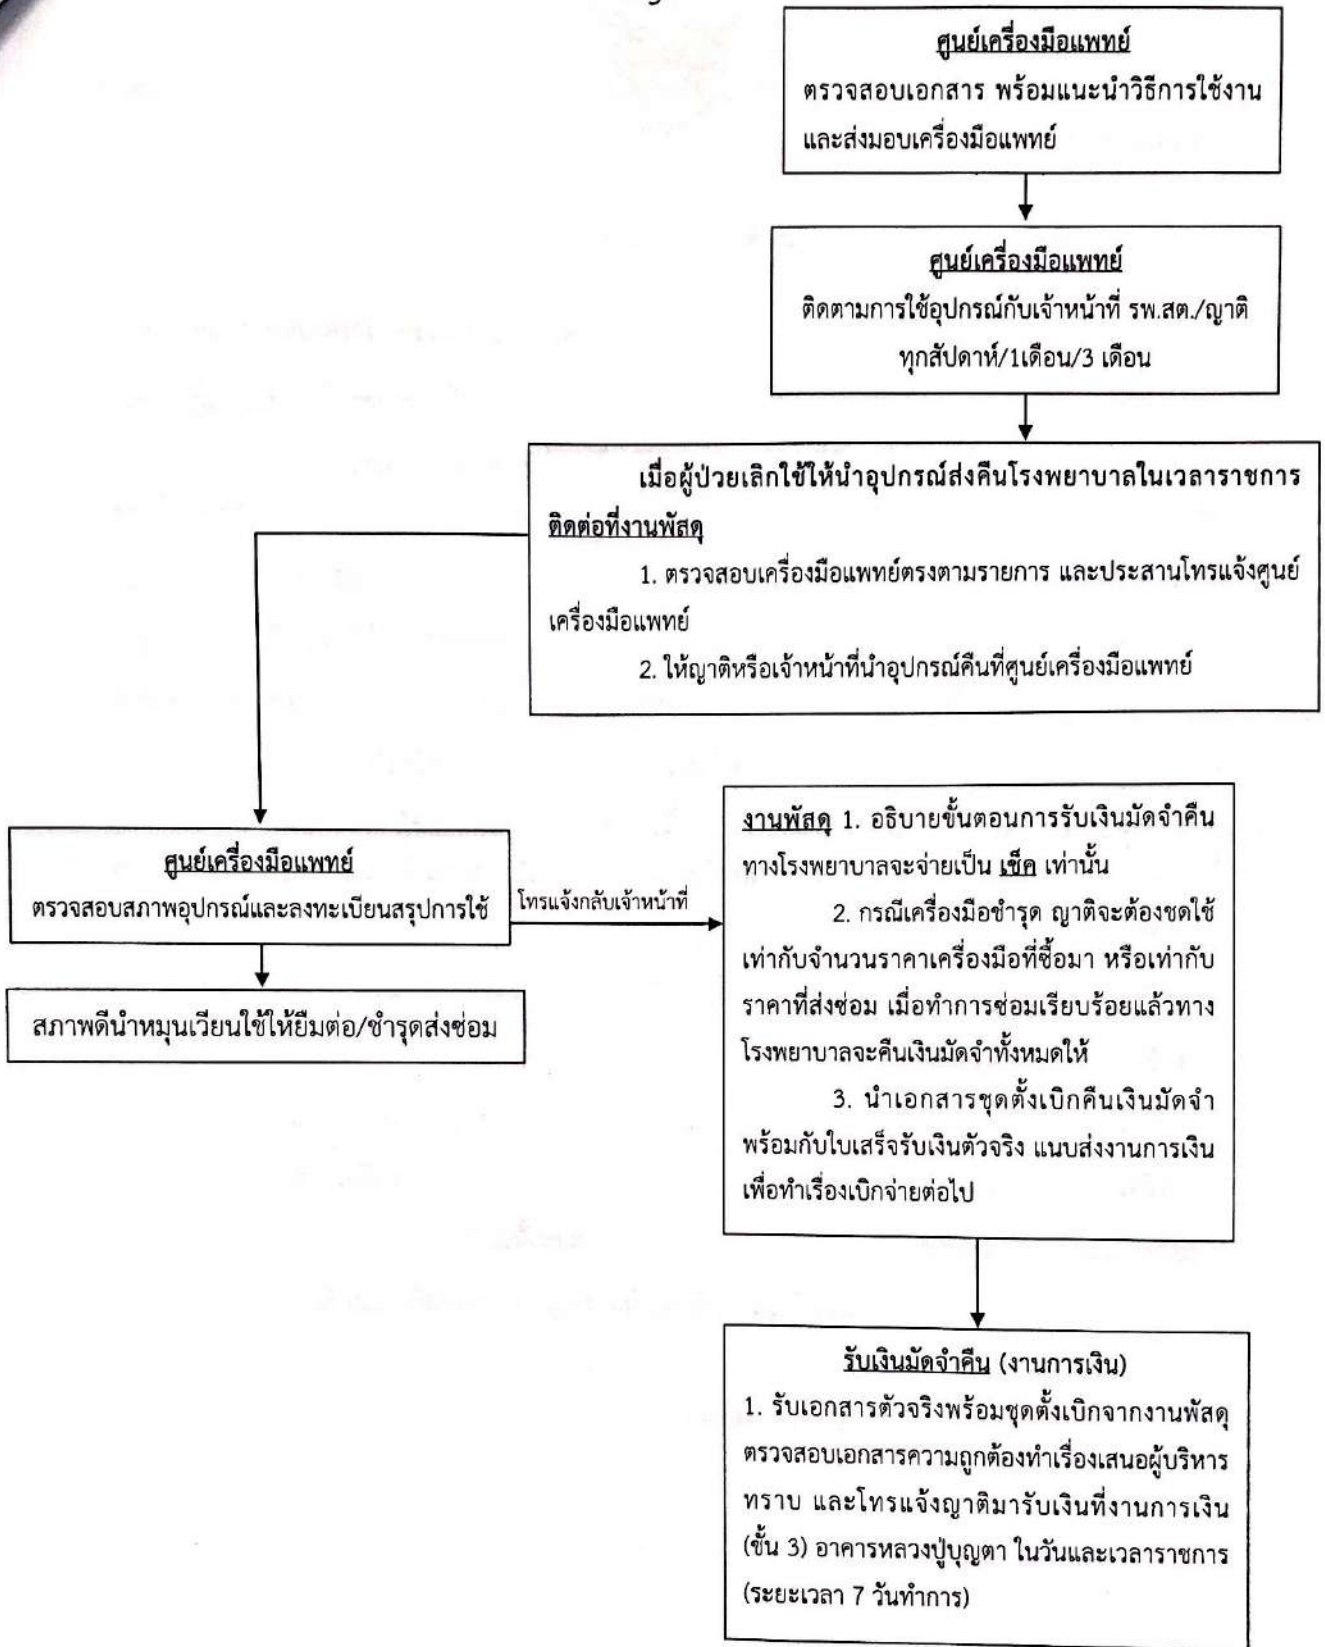 ศูนย์เครื่องมือแพทย์
ตรวจสอบเอกสาร พร้อมแนะนำวิธีการใช้งาน
และส่งมอบเครื่องมือแพทย์
ศูนย์เครื่องมือแพทย์
ติดตามการใช้อุปกรณ์กับเจ้าหน้าที่ รพ.สต./ญาติ
ทุกสัปดาห์/1เดือน/3 เดือน
เมื่อผู้ป่วยเลิกใช้ให้นำอุปกรณ์ส่งคืนโรงพยาบาลในเวลาราชการ
ติดต่อที่งานพัสดุ
1. ตรวจสอบเครื่องมือแพทย์ตรงตามรายการ และประสานโทรแจ้งศูนย์
เครื่องมือแพทย์
2. ให้ญาติหรือเจ้าหน้าที่นำอุปกรณ์คืนที่ศูนย์เครื่องมือแพทย์
ศูนย์เครื่องมือแพทย์
ตรวจสอบสภาพอุปกรณ์และลงทะเบียนสรุปการใช้
โทรแจ้งกลับเจ้าหน้าที่
สภาพดีนำหมุนเวียนใช้ให้ยืมต่อ/ชำรุดส่งซ่อม
งานพัสดุ 1. อธิบายขั้นตอนการรับเงินมัดจำคืน
ทางโรงพยาบาลจะจ่ายเป็น เช็ค เท่านั้น
2. กรณีเครื่องมือชำรุด ญาติจะต้องชดใช้
เท่ากับจำนวนราคาเครื่องมือที่ซื้อมา หรือเท่ากับ
ราคาที่ส่งซ่อม เมื่อทำการซ่อมเรียบร้อยแล้วทาง
โรงพยาบาลจะคืนเงินมัดจำทั้งหมดให้
3. นำเอกสารชุดตั้งเบิกคืนเงินมัดจำ
พร้อมกับใบเสร็จรับเงินตัวจริง แนบส่งงานการเงิน
เพื่อทำเรื่องเบิกจ่ายต่อไป
รับเงินมัดจำคืน (งานการเงิน)
1. รับเอกสารตัวจริงพร้อมชุดตั้งเบิกจากงานพัสดุ
ตรวจสอบเอกสารความถูกต้องทำเรื่องเสนอผู้บริหาร
ทราบ และโทรแจ้งญาติมารับเงินที่งานการเงิน
(ชั้น 3) อาคารหลวงปู่บุญตา ในวันและเวลาราชการ
(ระยะเวลา 7 วันทำการ)